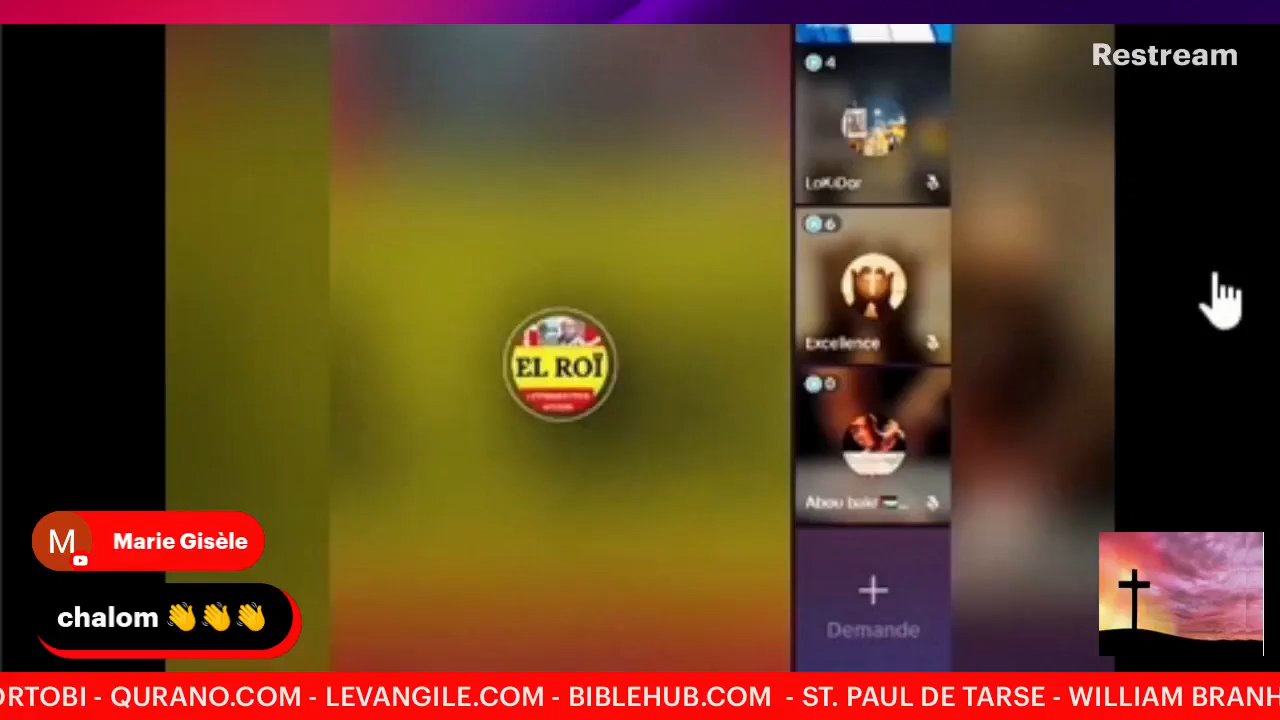 Restream
4
LoKiDor
6
Excellence
EL ROÏ
0
Abou bakr
Demande
M
Marie Gisèle
chalom 👋👋👋
ORTOBI - QURANO.COM - LEVANGILE.COM - BIBLEHUB.COM - ST. PAUL DE TARSE - WILLIAM BRANH